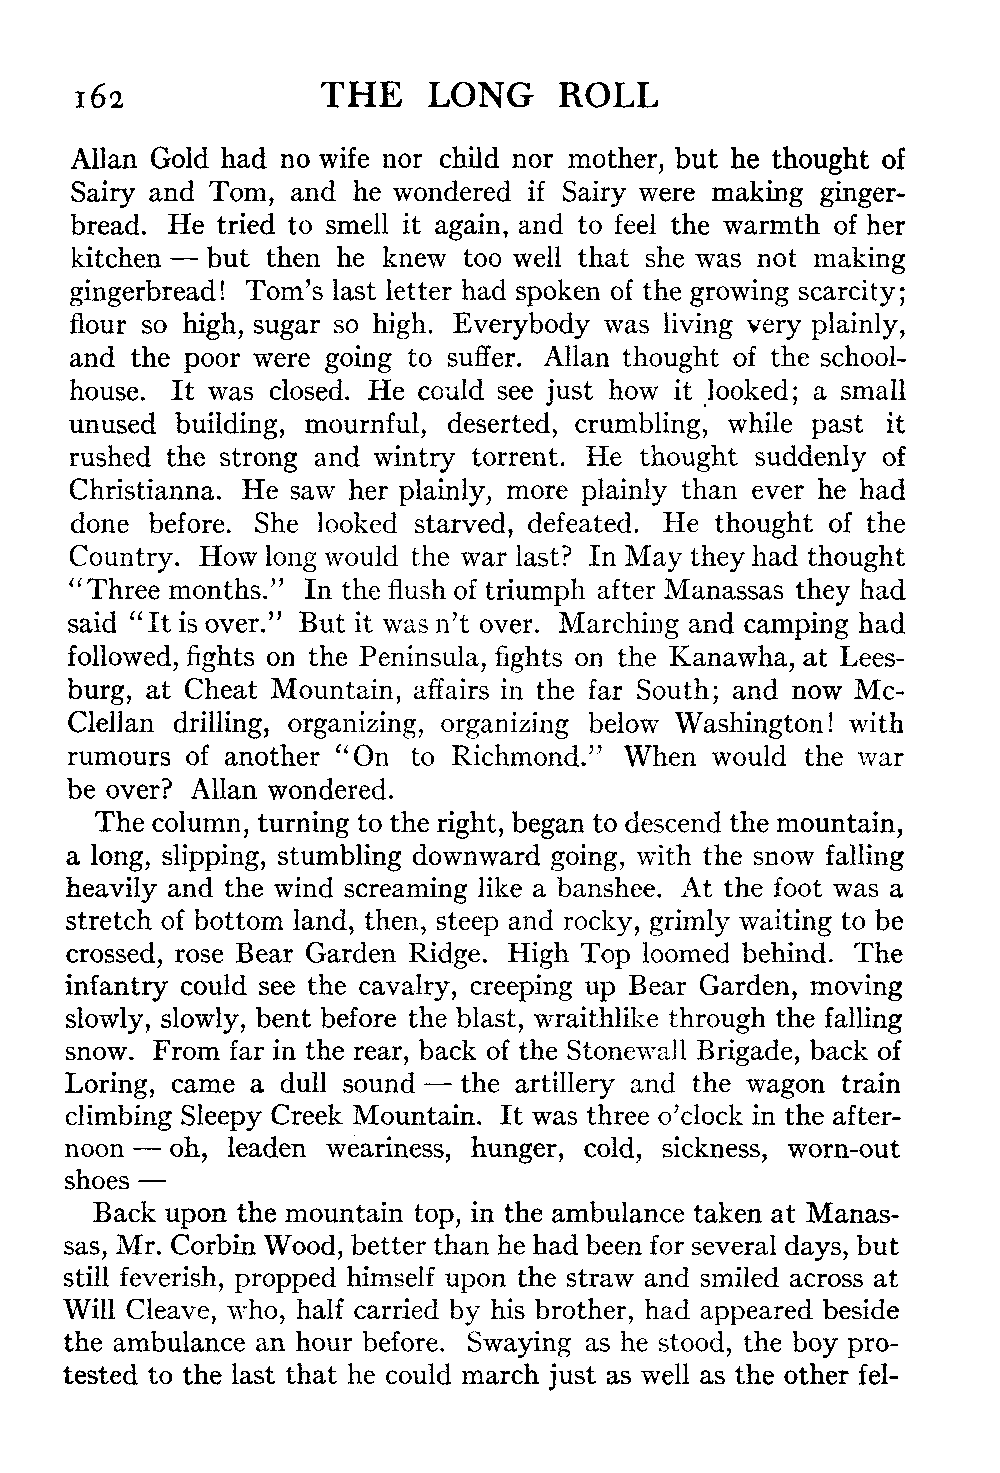 162 THE LONG ROLL
Allan Gold had no wife nor child nor mother, but he thought of
Sairy and Tom, and he wondered if Sairy were making ginger-
bread. He tried to smell it again, and to feel the warmth of her
kitchen — but then he knew too well that she was not making
gingerbread! Tom's last letter had spoken of the growing scarcity;
flour so high, sugar so high. Everybody was living very plainly,
and the poor were going to suffer. Allan thought of the school-
house. It was closed. He could see just how it looked; a small
unused building, mournful, deserted, crumbling, while past it
rushed the strong and wintry torrent. He thought suddenly of
Christianna. He saw her plainly, more plainly than ever he had
done before. She looked starved, defeated. He thought of the
Country. How long would the war last? In May they had thought
"Three months." In the flush of triumph after Manassas they had
said "It is over." But it was n't over. Marching and camping had
followed, fights on the Peninsula, fights on the Kanawha, at Lees-
burg, at Cheat Mountain, affairs in the far South; and now Mc-
Clellan drilling, organizing, organizing below Washington! with
rumours of another "On to Richmond." When would the war
be over? Allan wondered.
The column, turning to the right, began to descend the mountain,
a long, slipping, stumbling downward going, with the snow falling
heavily and the wind screaming like a banshee. At the foot was a
stretch of bottom land, then, steep and rocky, grimly waiting to be
crossed, rose Bear Garden Ridge. High Top loomed behind. The
infantry could see the cavalry, creeping up Bear Garden, moving
slowly, slowly, bent before the blast, wraithlike through the falling
snow. From far in the rear, back of the Stonewall Brigade, back of
Loring, came a dull sound — the artillery and the wagon train
climbing Sleepy Creek Mountain. It was three o'clock in the after-
noon — oh, leaden weariness, hunger, cold, sickness, worn-out
shoes —
Back upon the mountain top, in the ambulance taken at Manas-
sas, Mr. Corbin Wood, better than he had been for several days, but
still feverish, propped himself upon the straw and smiled across at
Will Cleave, who, half carried by his brother, had appeared beside
the ambulance an hour before. Swaying as he stood, the boy pro-
tested to the last that he could march just as well as the other fel-